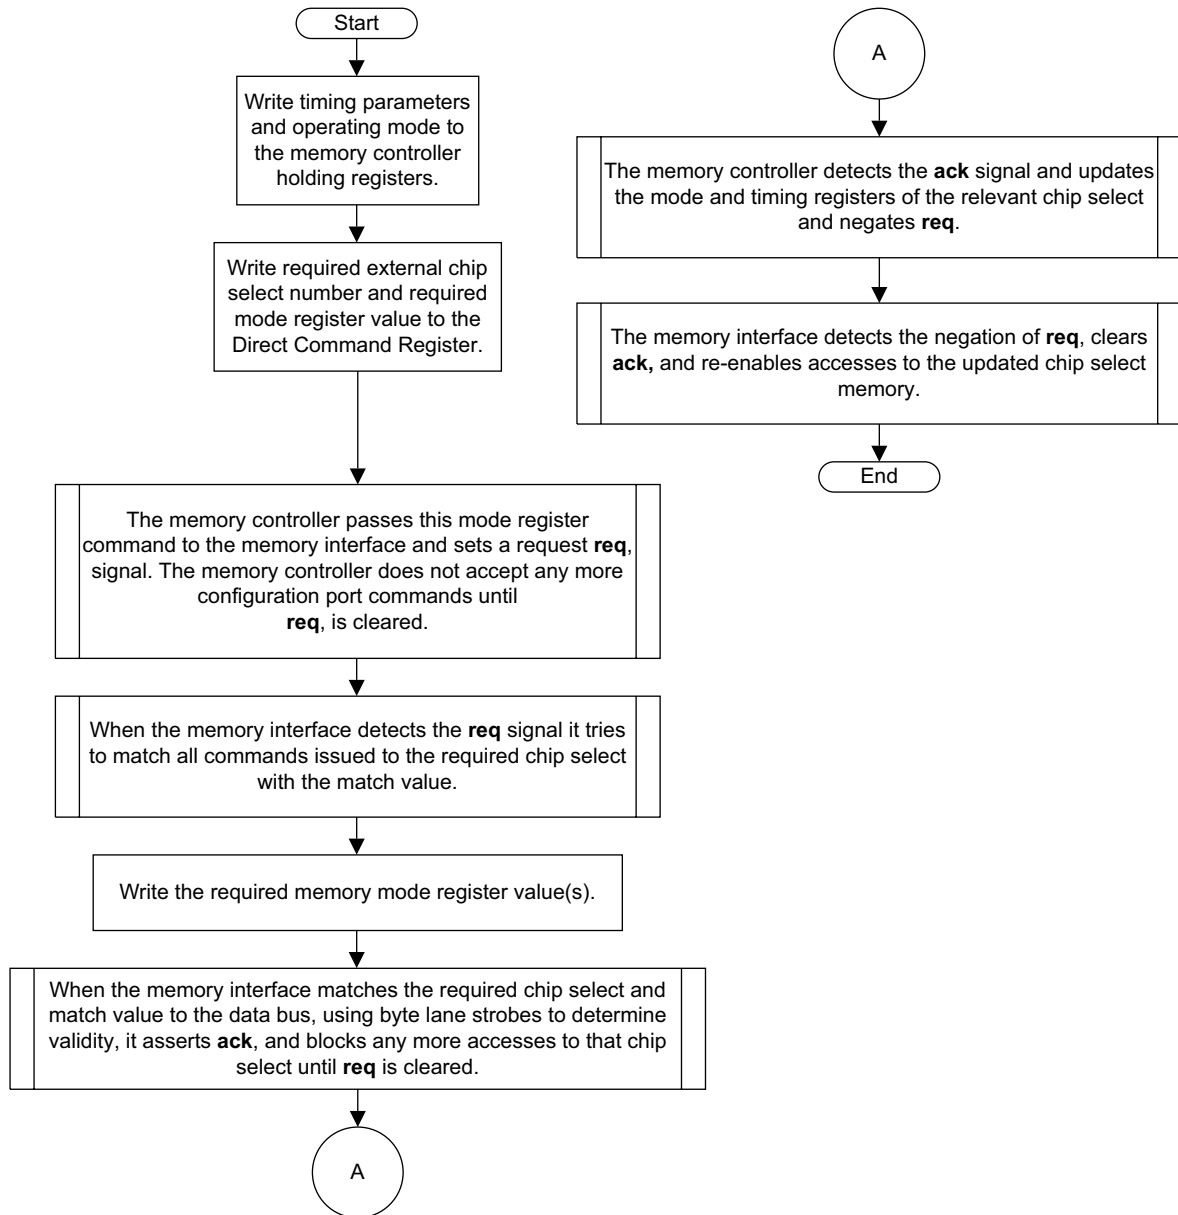 Start
Write timing parameters
and operating mode to
the memory controller
holding registers.
Write required external chip
select number and required
mode register value to the
Direct Command Register.
The memory controller passes this mode register
command to the memory interface and sets a request req,
signal. The memory controller does not accept any more
configuration port commands until
req, is cleared.
When the memory interface detects the req signal it tries
to match all commands issued to the required chip select
with the match value.
Write the required memory mode register value(s).
When the memory interface matches the required chip select and
match value to the data bus, using byte lane strobes to determine
validity, it asserts ack, and blocks any more accesses to that chip
select until req is cleared.
A
A
The memory controller detects the ack signal and updates
the mode and timing registers of the relevant chip select
and negates req.
The memory interface detects the negation of req, clears
ack, and re-enables accesses to the updated chip select
memory.
End